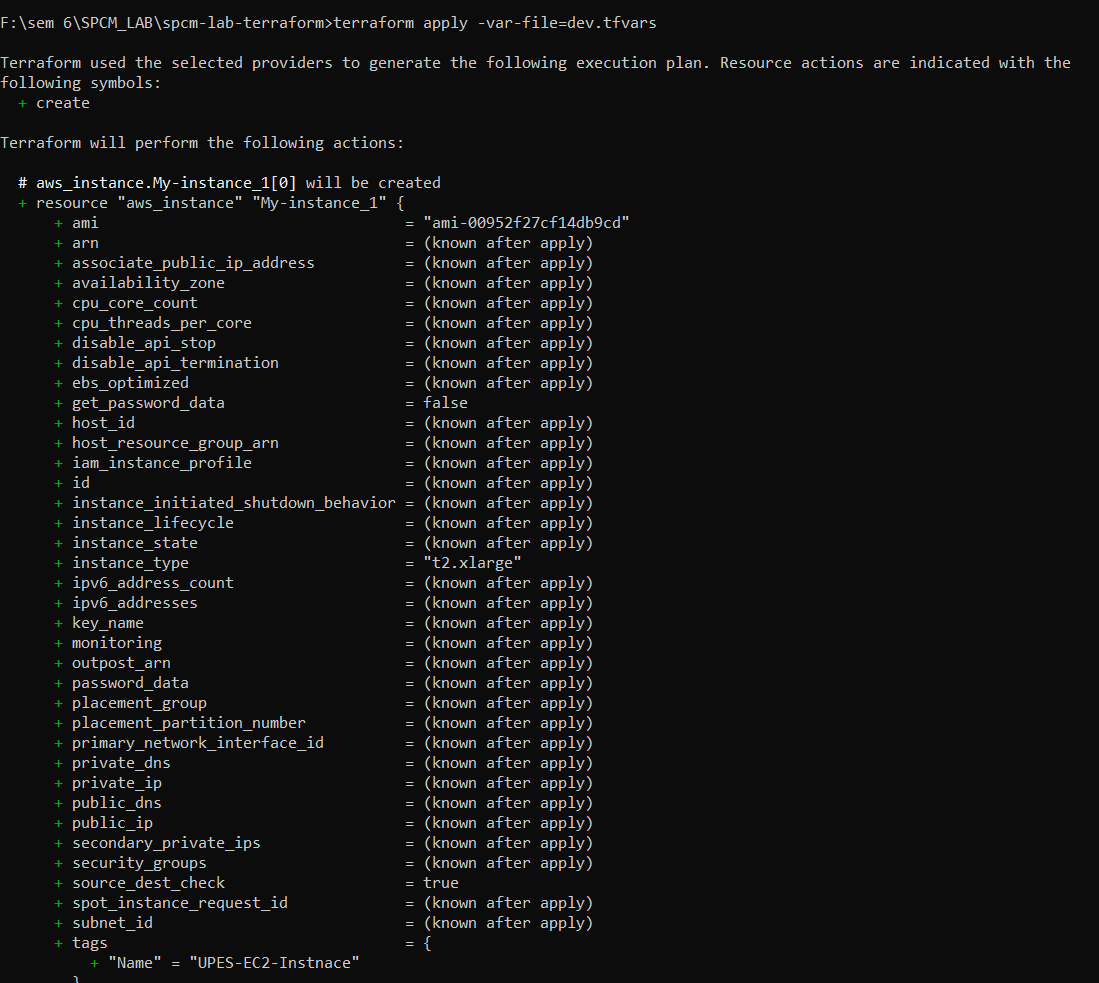 F:\sem 6\SPCM_LAB\spcm-lab-terraform>terraform apply -var-file=dev.tfvars
Terraform used the selected providers to generate the following execution plan. Resource actions are indicated with the
following symbols:
+ create
Terraform will perform the following actions:
# aws_instance.My-instance_1[0] will be created
+ resource "aws_instance" "My-instance_1" {
+ ami = "ami-00952f27cf14db9cd"
+ arn = (known after apply)
+ associate_public_ip_address = (known after apply)
+ availability_zone = (known after apply)
+ cpu_core_count = (known after apply)
+ cpu_threads_per_core = (known after apply)
+ disable_api_stop = (known after apply)
+ disable_api_termination = (known after apply)
+ ebs_optimized = (known after apply)
+ get_password_data = false
+ host_id = (known after apply)
+ host_resource_group_arn = (known after apply)
+ iam_instance_profile = (known after apply)
+ id = (known after apply)
+ instance_initiated_shutdown_behavior = (known after apply)
+ instance_lifecycle = (known after apply)
+ instance_state = (known after apply)
+ instance_type = "t2.xlarge"
+ ipv6_address_count = (known after apply)
+ ipv6_addresses = (known after apply)
+ key_name = (known after apply)
+ monitoring = (known after apply)
+ outpost_arn = (known after apply)
+ password_data = (known after apply)
+ placement_group = (known after apply)
+ placement_partition_number = (known after apply)
+ primary_network_interface_id = (known after apply)
+ private_dns = (known after apply)
+ private_ip = (known after apply)
+ public_dns = (known after apply)
+ public_ip = (known after apply)
+ secondary_private_ips = (known after apply)
+ security_groups = (known after apply)
+ source_dest_check = true
+ spot_instance_request_id = (known after apply)
+ subnet_id = (known after apply)
+ tags = {
+ "Name" = "UPES-EC2-Instnace"
}